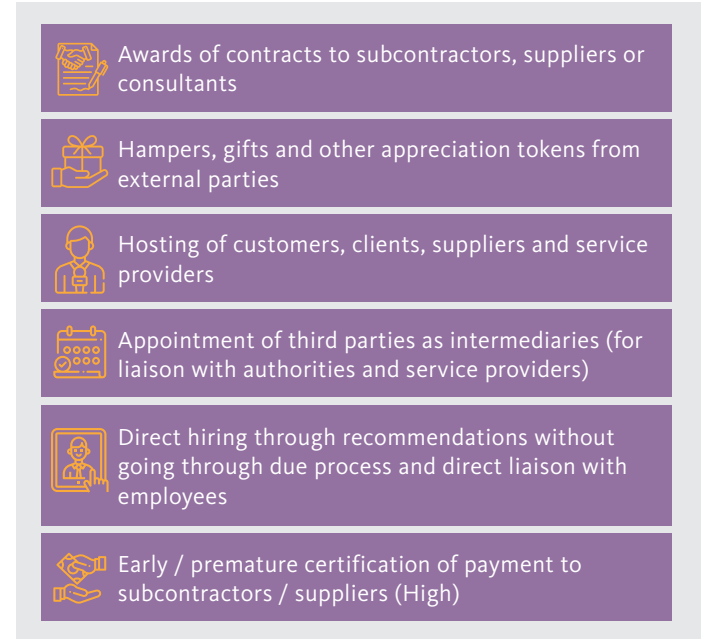 Awards of contracts to subcontractors, suppliers or
consultants
Hampers, gifts and other appreciation tokens from
external parties
Hosting of customers, clients, suppliers and service
providers
Appointment of third parties as intermediaries (for
liaison with authorities and service providers)
Direct hiring through recommendations without
going through due process and direct liaison with
employees
Early / premature certification of payment to
subcontractors / suppliers (High)